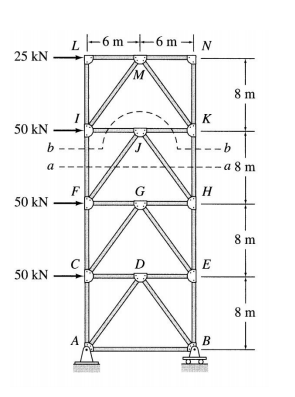 L 6 m 6 m N
25 kN
M
8 m
I K
50 kN
J
b b
a a 8 m
F G H
50 kN
8 m
C D E
50 kN
8 m
A B